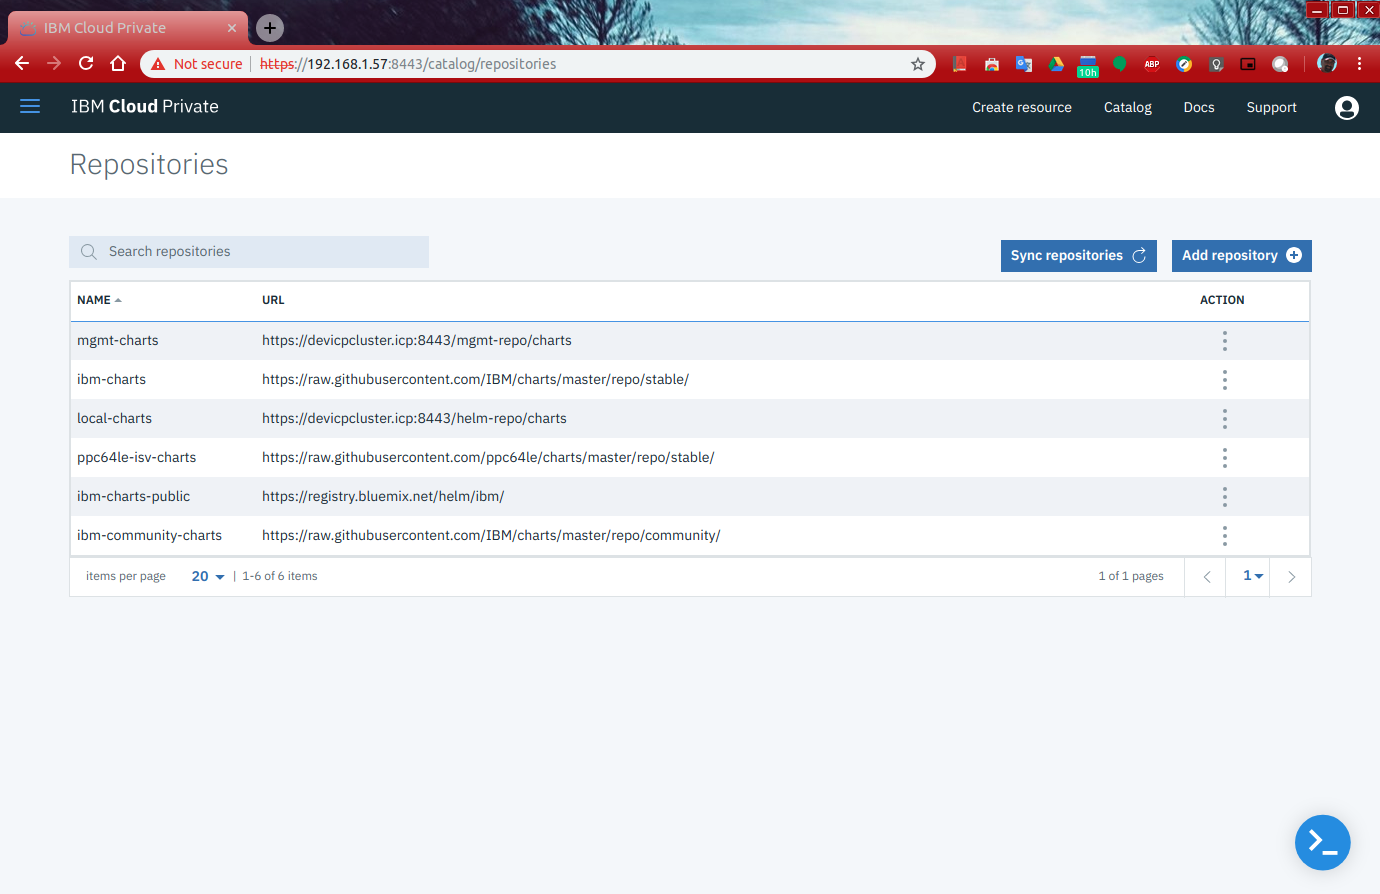 IBM Cloud Private
Not secure https://192.168.1.57:8443/catalog/repositories
10h
ABP
IBM Cloud Private Create resource Catalog Docs Support
Repositories
Search repositories Sync repositories Add repository
NAME URL ACTION
mgmt-charts https://devicpcluster.icp:8443/mgmt-repo/charts
ibm-charts https://raw.githubusercontent.com/IBM/charts/master/repo/stable/
local-charts https://devicpcluster.icp:8443/helm-repo/charts
ppc64le-isv-charts https://raw.githubusercontent.com/ppc64le/charts/master/repo/stable/
ibm-charts-public https://registry.bluemix.net/helm/ibm/
ibm-community-charts https://raw.githubusercontent.com/IBM/charts/master/repo/community/
items per page 20 | 1-6 of 6 items 1 of 1 pages 1